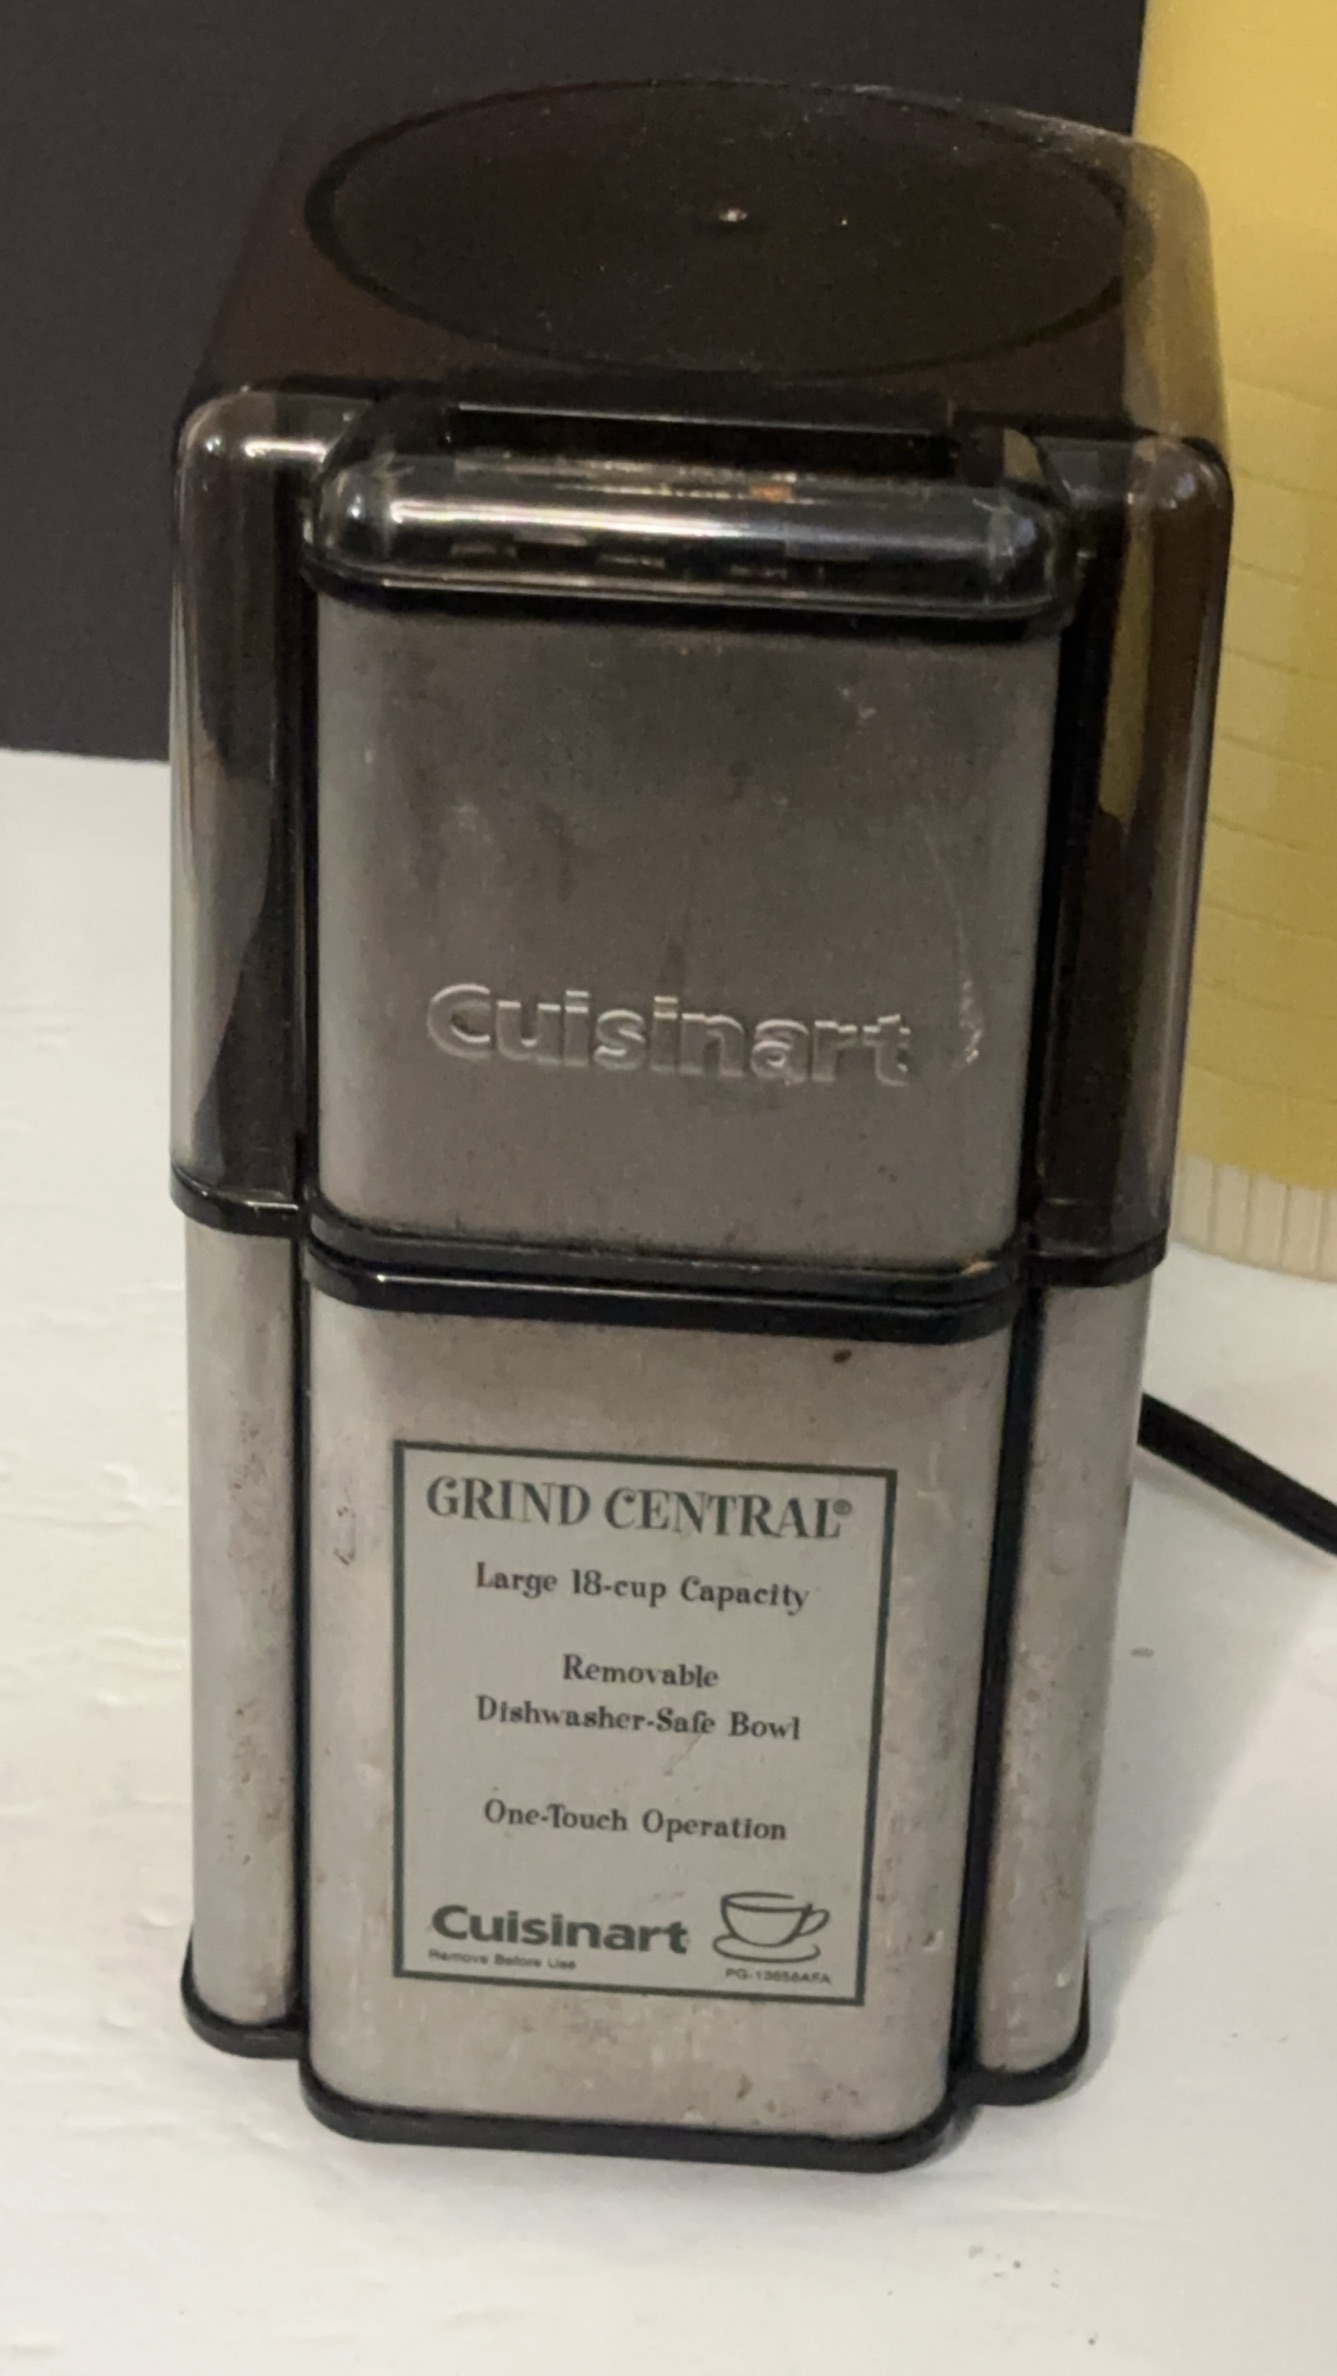 Cuisinart
GRIND CENTRAL®
Large 18-cup Capacity
Removable
Dishwasher-Safe Bowl
One-Touch Operation
Cuisinart
Remove Before Use